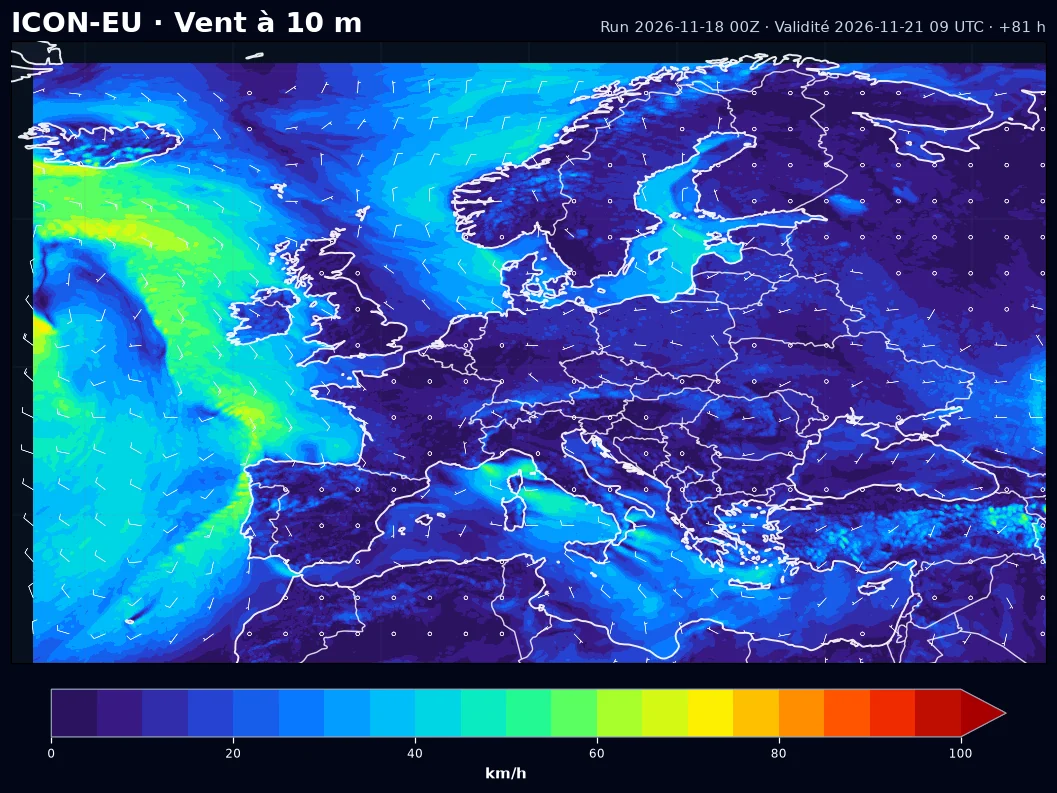 ICON-EU · Vent à 10 m
Run 2026-11-18 00Z · Validité 2026-11-21 09 UTC · +81 h
0 20 40 60 80 100
km/h